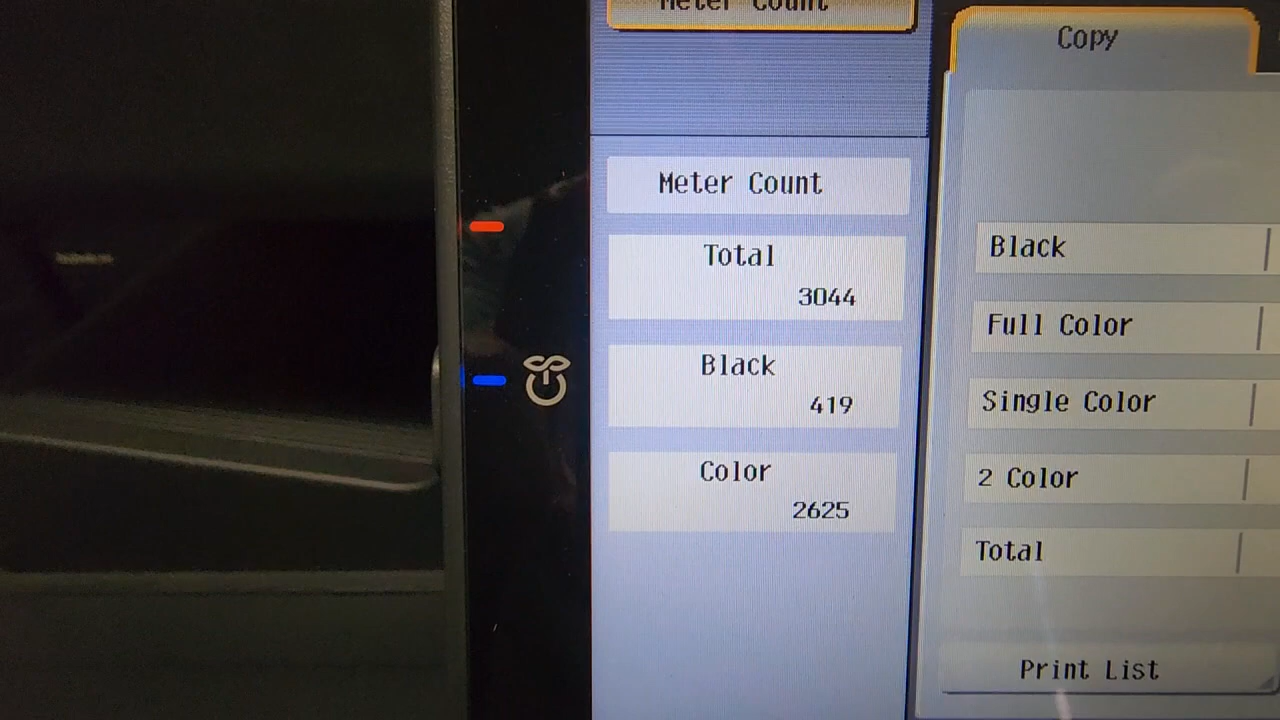 Meter Count
Copy
Meter Count
Total
3044
Black
419
Color
2625
Black
Full Color
Single Color
2 Color
Total
Print List